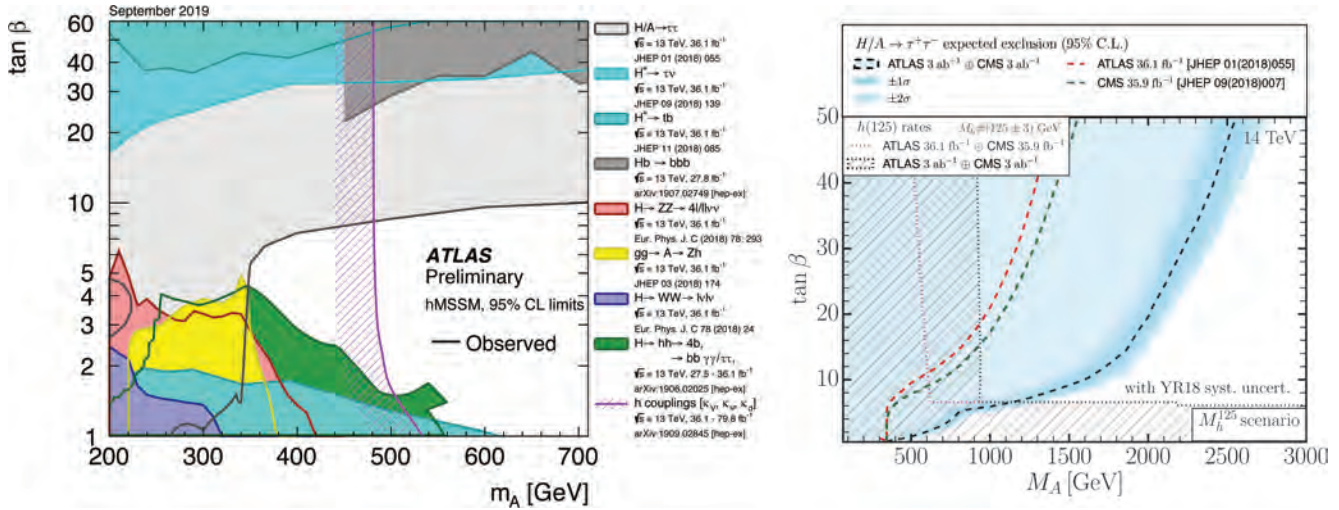 September 2019
tan β
60
50
40
30
20
10
5
4
3
2
1
200
300
400
500
600
700
m_A [GeV]
ATLAS
Preliminary
hMSSM, 95% CL limits
Observed
H/A→ττ
√s = 13 TeV, 36.1 fb⁻¹
JHEP 01 (2018) 055
H⁺→ τν
√s = 13 TeV, 36.1 fb⁻¹
JHEP 09 (2018) 139
H⁺→ tb
√s = 13 TeV, 36.1 fb⁻¹
JHEP 11 (2018) 085
Hb → bbb
√s = 13 TeV, 27.8 fb⁻¹
arXiv:1907.02749 [hep-ex]
H→ ZZ→ 4l/llνν
√s = 13 TeV, 36.1 fb⁻¹
Eur. Phys. J. C (2018) 78: 293
gg→ A→ Zh
√s = 13 TeV, 36.1 fb⁻¹
JHEP 03 (2018) 174
H→ WW→ lνlν
√s = 13 TeV, 36.1 fb⁻¹
Eur. Phys. J. C 78 (2018) 24
H→ hh→ 4b,
→ bb γγ/ττ,
√s = 13 TeV, 27.5 - 36.1 fb⁻¹
arXiv:1906.02025 [hep-ex]
h couplings [κ_V, κ_u, κ_d]
√s = 13 TeV, 36.1 - 79.8 fb⁻¹
arXiv:1909.02845 [hep-ex]
H/A → τ⁺τ⁻ expected exclusion (95% C.L.)
ATLAS 3 ab⁻¹ ⊕ CMS 3 ab⁻¹
±1σ
±2σ
ATLAS 36.1 fb⁻¹ [JHEP 01(2018)055]
CMS 35.9 fb⁻¹ [JHEP 09(2018)007]
h(125) rates
M_h≠(125 ± 3) GeV
ATLAS 36.1 fb⁻¹ ⊕ CMS 35.9 fb⁻¹
ATLAS 3 ab⁻¹ ⊕ CMS 3 ab⁻¹
14 TeV
tan β
50
40
30
20
10
with YR18 syst. uncert.
M_h^125 scenario
500
1000
1500
2000
2500
3000
M_A [GeV]